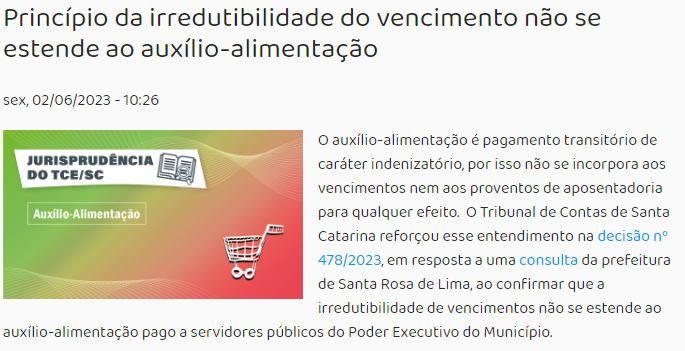 Princípio da irredutibilidade do vencimento não se
estende ao auxílio-alimentação
sex, 02/06/2023 - 10:26
JURISPRUDÊNCIA
DO TCE/SC
Auxílio-Alimentação
O auxílio-alimentação é pagamento transitório de
caráter indenizatório, por isso não se incorpora aos
vencimentos nem aos proventos de aposentadoria
para qualquer efeito. O Tribunal de Contas de Santa
Catarina reforçou esse entendimento na decisão nº
478/2023, em resposta a uma consulta da prefeitura
de Santa Rosa de Lima, ao confirmar que a
irredutibilidade de vencimentos não se estende ao
auxílio-alimentação pago a servidores públicos do Poder Executivo do Município.